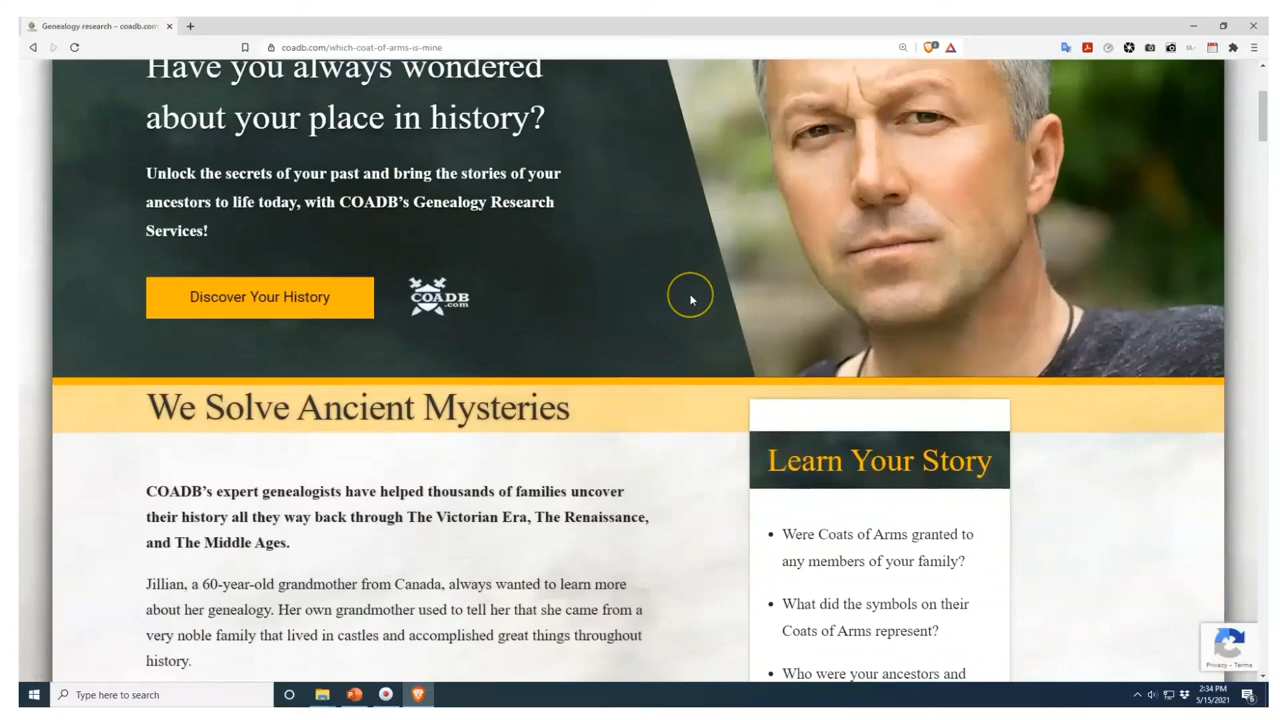 Genealogy research – coadb.com
coadb.com/which-coat-of-arms-is-mine
Have you always wondered
about your place in history?
Unlock the secrets of your past and bring the stories of your
ancestors to life today, with COADB's Genealogy Research
Services!
Discover Your History
COADB
.com
We Solve Ancient Mysteries
COADB's expert genealogists have helped thousands of families uncover
their history all they way back through The Victorian Era, The Renaissance,
and The Middle Ages.
Jillian, a 60-year-old grandmother from Canada, always wanted to learn more
about her genealogy. Her own grandmother used to tell her that she came from a
very noble family that lived in castles and accomplished great things throughout
history.
Learn Your Story
• Were Coats of Arms granted to
any members of your family?
• What did the symbols on their
Coats of Arms represent?
• Who were your ancestors and
Privacy - Terms
Type here to search
2:34 PM
5/15/2021